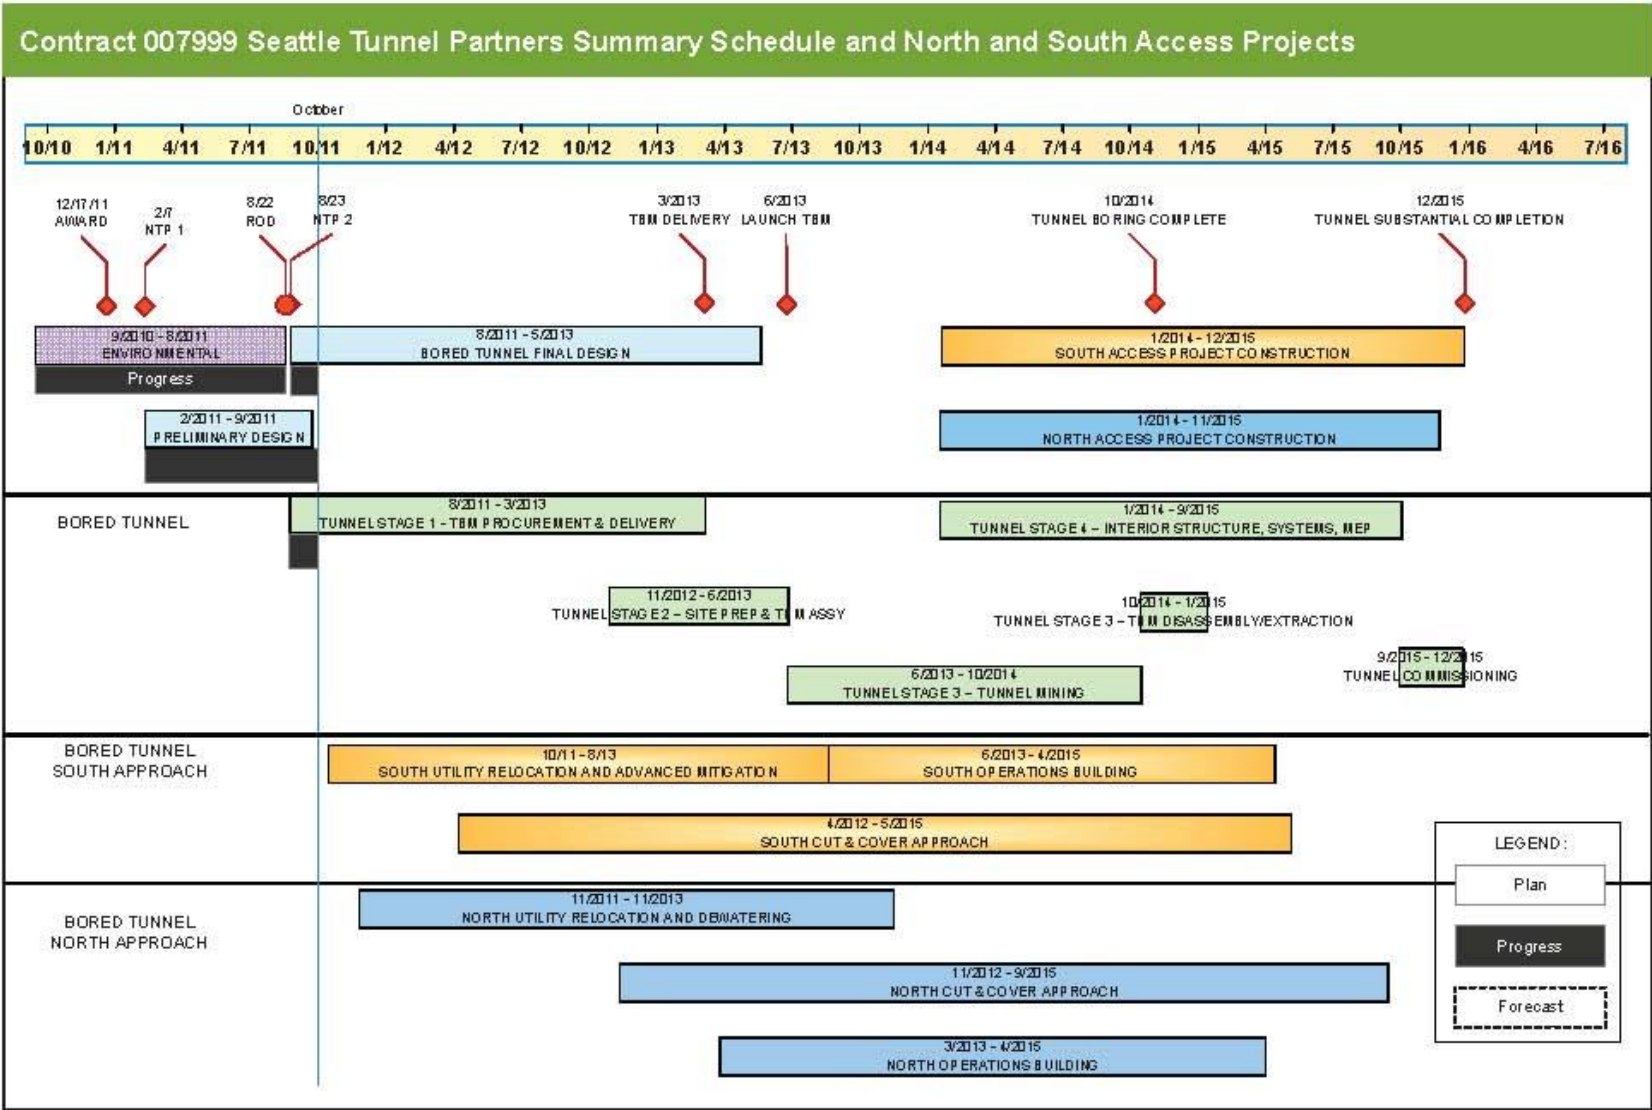 Contract 007999 Seattle Tunnel Partners Summary Schedule and North and South Access Projects
October
10/10 1/11 4/11 7/11 10/11 1/12 4/12 7/12 10/12 1/13 4/13 7/13 10/13 1/14 4/14 7/14 10/14 1/15 4/15 7/15 10/15 1/16 4/16 7/16
12/17/11
AWARD
2/7
NTP 1
8/22
ROD
8/23
NTP 2
3/2013
TBM DELIVERY
6/2013
LAUNCH TBM
10/2014
TUNNEL BORING COMPLETE
12/2015
TUNNEL SUBSTANTIAL COMPLETION
9/2010 - 8/2011
ENVIRONMENTAL
Progress
8/2011 - 5/2013
BORED TUNNEL FINAL DESIGN
1/2014 - 12/2015
SOUTH ACCESS PROJECT CONSTRUCTION
2/2011 - 9/2011
PRELIMINARY DESIGN
1/2014 - 11/2015
NORTH ACCESS PROJECT CONSTRUCTION
BORED TUNNEL
8/2011 - 3/2013
TUNNEL STAGE 1 - TBM PROCUREMENT & DELIVERY
1/2014 - 9/2015
TUNNEL STAGE 4 – INTERIOR STRUCTURE, SYSTEMS, MEP
11/2012 - 6/2013
TUNNEL STAGE 2 – SITE PREP & TBM ASSY
10/2014 - 1/2015
TUNNEL STAGE 3 – TBM DISASSEMBLY/EXTRACTION
6/2013 - 10/2014
TUNNEL STAGE 3 – TUNNEL MINING
9/2015 - 12/2015
TUNNEL COMMISSIONING
BORED TUNNEL
SOUTH APPROACH
10/11 - 8/13
SOUTH UTILITY RELOCATION AND ADVANCED MITIGATION
6/2013 - 4/2015
SOUTH OPERATIONS BUILDING
4/2012 - 5/2015
SOUTH CUT & COVER APPROACH
BORED TUNNEL
NORTH APPROACH
11/2011 - 11/2013
NORTH UTILITY RELOCATION AND DEWATERING
11/2012 - 9/2015
NORTH CUT & COVER APPROACH
3/2013 - 4/2015
NORTH OPERATIONS BUILDING
LEGEND:
Plan
Progress
Forecast